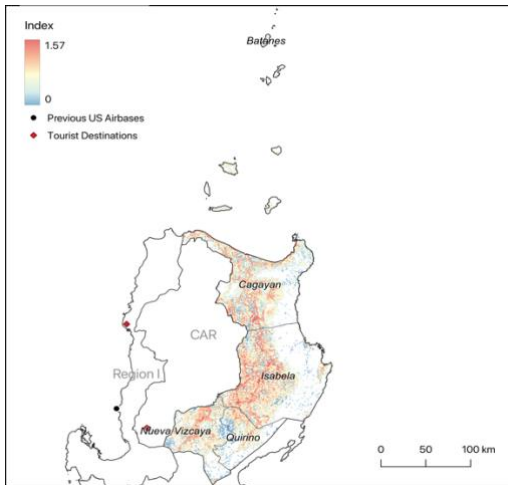 Index
1.57
0
Previous US Airbases
Tourist Destinations
Batanes
Cagayan
CAR
Region I
Isabela
Nueva Vizcaya
Quirino
0 50 100 km